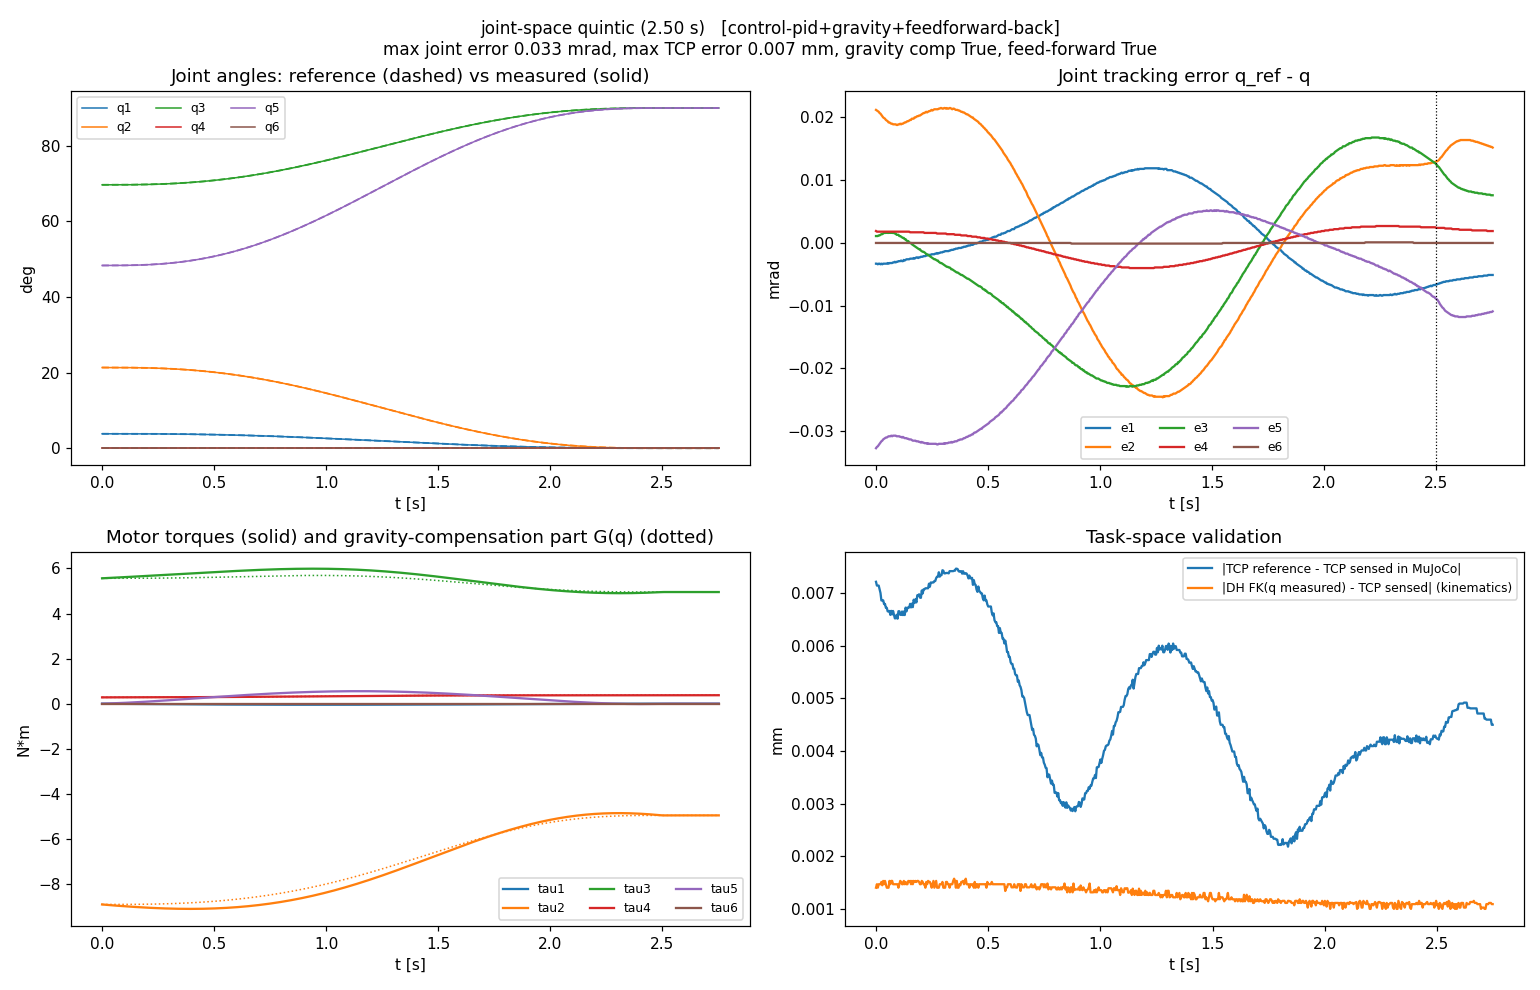 joint-space quintic (2.50 s)   [control-pid+gravity+feedforward-back]
max joint error 0.033 mrad, max TCP error 0.007 mm, gravity comp True, feed-forward True
Joint angles: reference (dashed) vs measured (solid)
q1 q3 q5
q2 q4 q6
80
60
40
20
0
deg
0.0 0.5 1.0 1.5 2.0 2.5
t [s]
Joint tracking error q_ref - q
0.02
0.01
0.00
−0.01
−0.02
−0.03
mrad
e1 e3 e5
e2 e4 e6
0.0 0.5 1.0 1.5 2.0 2.5
t [s]
Motor torques (solid) and gravity-compensation part G(q) (dotted)
6
4
2
0
−2
−4
−6
−8
N*m
tau1 tau3 tau5
tau2 tau4 tau6
0.0 0.5 1.0 1.5 2.0 2.5
t [s]
Task-space validation
|TCP reference - TCP sensed in MuJoCo|
|DH FK(q measured) - TCP sensed| (kinematics)
0.007
0.006
0.005
0.004
0.003
0.002
0.001
mm
0.0 0.5 1.0 1.5 2.0 2.5
t [s]